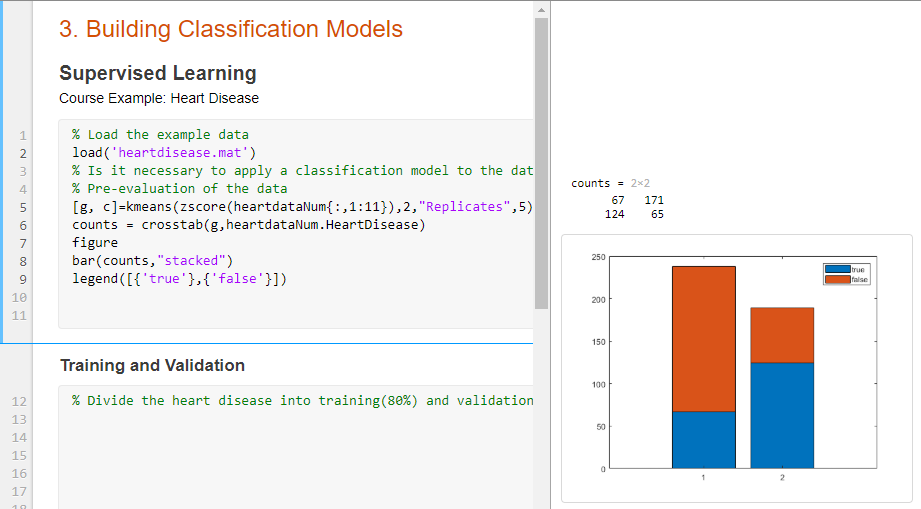 3. Building Classification Models
Supervised Learning
Course Example: Heart Disease
1 % Load the example data
2 load('heartdisease.mat')
3 % Is it necessary to apply a classification model to the dat
4 % Pre-evaluation of the data
5 [g, c]=kmeans(zscore(heartdataNum{:,1:11}),2,"Replicates",5)
6 counts = crosstab(g,heartdataNum.HeartDisease)
7 figure
8 bar(counts,"stacked")
9 legend([{'true'},{'false'}])
10
11
Training and Validation
12 % Divide the heart disease into training(80%) and validation
13
14
15
16
17
18
counts = 2×2
67 171
124 65
250
200
150
100
50
0
1 2
true
false